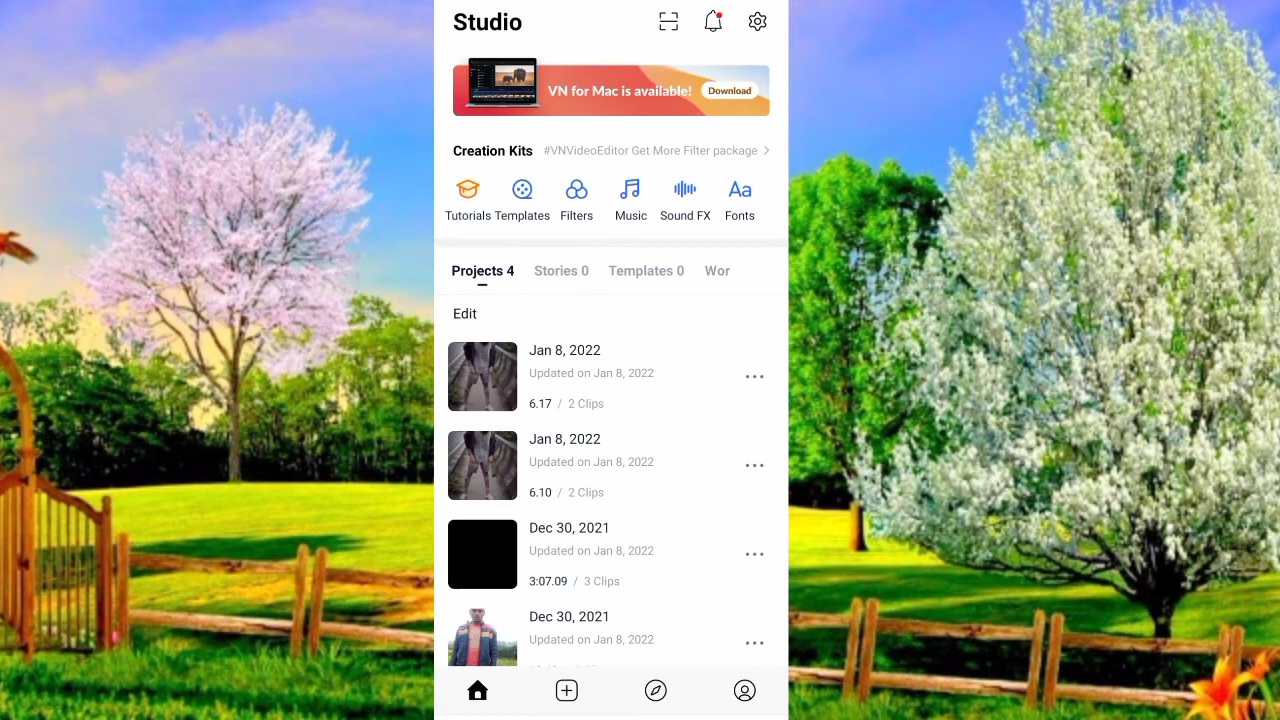 Studio
VN for Mac is available! Download
Creation Kits #VNVideoEditor Get More Filter package
Tutorials Templates Filters Music Sound FX Fonts
Projects 4 Stories 0 Templates 0 Wor
Edit
Jan 8, 2022
Updated on Jan 8, 2022
6.17 / 2 Clips
Jan 8, 2022
Updated on Jan 8, 2022
6.10 / 2 Clips
Dec 30, 2021
Updated on Jan 8, 2022
3:07.09 / 3 Clips
Dec 30, 2021
Updated on Jan 8, 2022